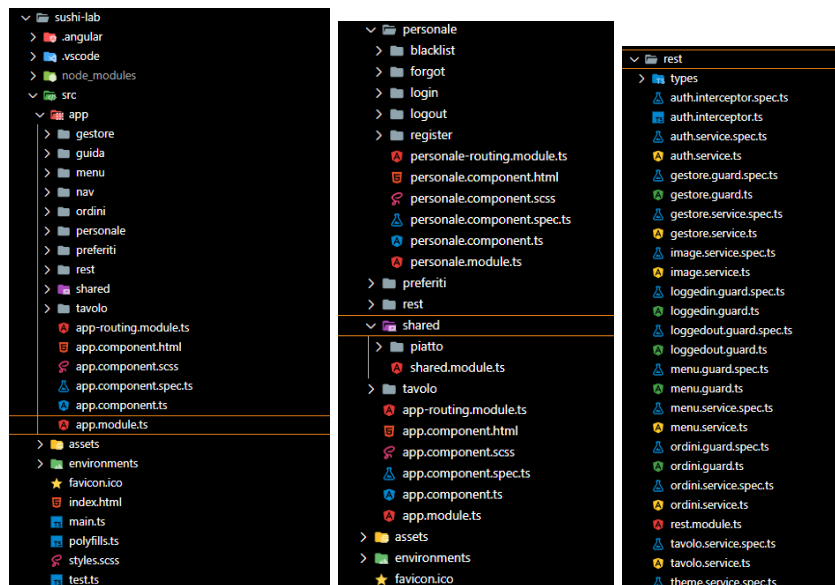 sushi-lab
.angular
.vscode
node_modules
src
app
gestore
guida
menu
nav
ordini
personale
preferiti
rest
shared
tavolo
app-routing.module.ts
app.component.html
app.component.scss
app.component.spec.ts
app.component.ts
app.module.ts
assets
environments
favicon.ico
index.html
main.ts
polyfills.ts
styles.scss
test.ts
personale
blacklist
forgot
login
logout
register
personale-routing.module.ts
personale.component.html
personale.component.scss
personale.component.spec.ts
personale.component.ts
personale.module.ts
preferiti
rest
shared
piatto
shared.module.ts
tavolo
app-routing.module.ts
app.component.html
app.component.scss
app.component.spec.ts
app.component.ts
app.module.ts
assets
environments
favicon.ico
rest
types
auth.interceptor.spec.ts
auth.interceptor.ts
auth.service.spec.ts
auth.service.ts
gestore.guard.spec.ts
gestore.guard.ts
gestore.service.spec.ts
gestore.service.ts
image.service.spec.ts
image.service.ts
loggedin.guard.spec.ts
loggedin.guard.ts
loggedout.guard.spec.ts
loggedout.guard.ts
menu.guard.spec.ts
menu.guard.ts
menu.service.spec.ts
menu.service.ts
ordini.guard.spec.ts
ordini.guard.ts
ordini.service.spec.ts
ordini.service.ts
rest.module.ts
tavolo.service.spec.ts
tavolo.service.ts
theme.service.spec.ts